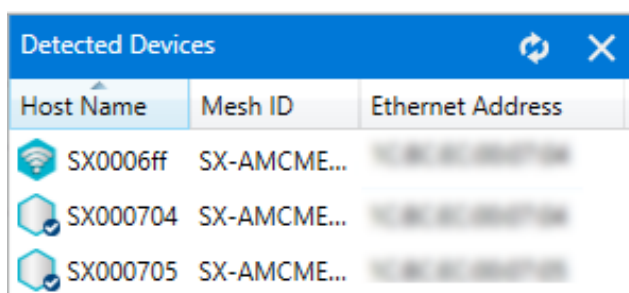 Detected Devices
Host Name Mesh ID Ethernet Address
SX0006ff SX-AMCME...
SX000704 SX-AMCME...
SX000705 SX-AMCME...